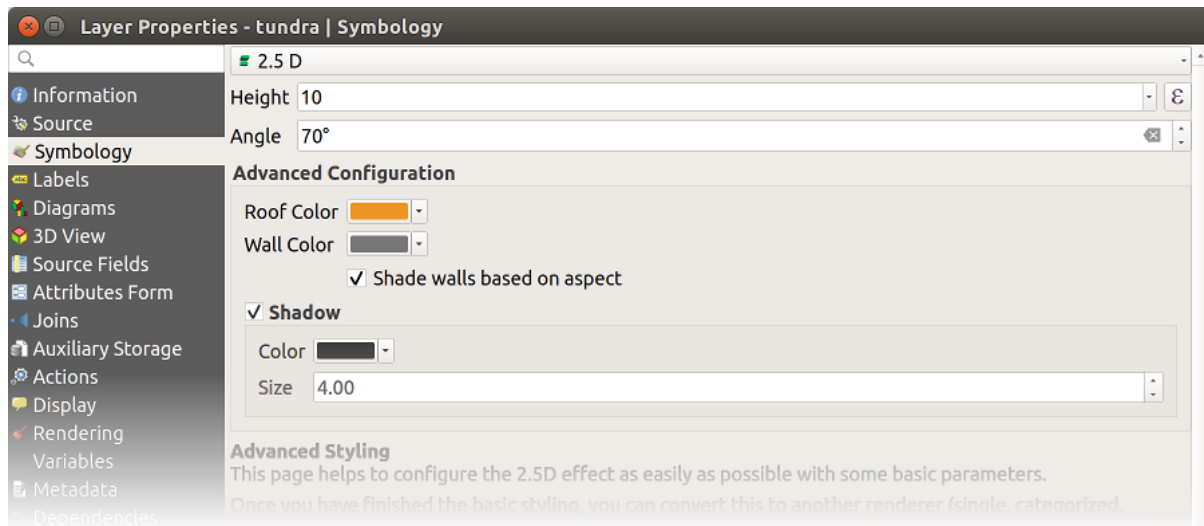 Layer Properties - tundra | Symbology
2.5 D
Information
Height 10 ε
Source
Angle 70°
Symbology
Advanced Configuration
Labels
Roof Color
Diagrams
Wall Color
3D View
Shade walls based on aspect
Source Fields
Attributes Form
Shadow
Joins
Color
Auxiliary Storage
Actions
Size 4.00
Display
Rendering
Advanced Styling
Variables
This page helps to configure the 2.5D effect as easily as possible with some basic parameters.
Metadata
Once you have finished the basic styling, you can convert this to another renderer (single, categorized,
Dependencies